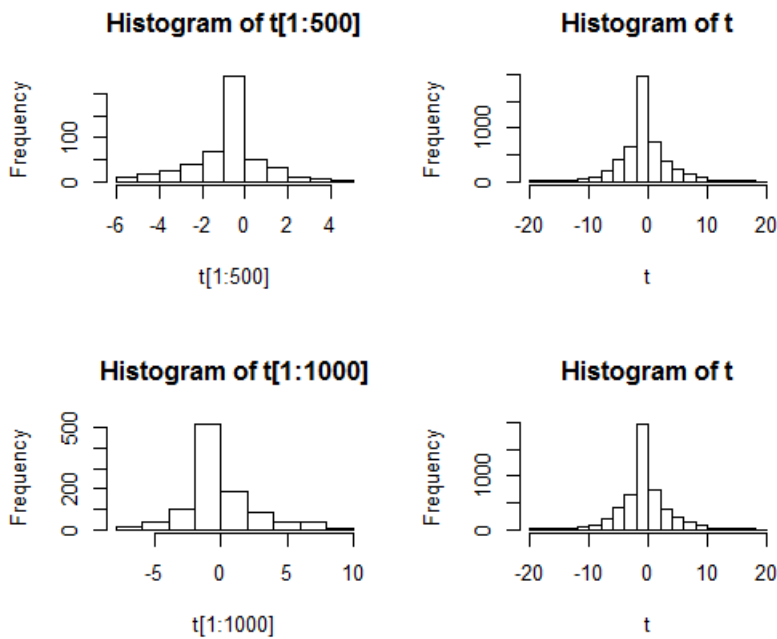 Histogram of t[1:500]
Frequency
0 100
-6 -4 -2 0 2 4
t[1:500]
Histogram of t
Frequency
0 1000
-20 -10 0 10 20
t
Histogram of t[1:1000]
Frequency
0 200 500
-5 0 5 10
t[1:1000]
Histogram of t
Frequency
0 1000
-20 -10 0 10 20
t